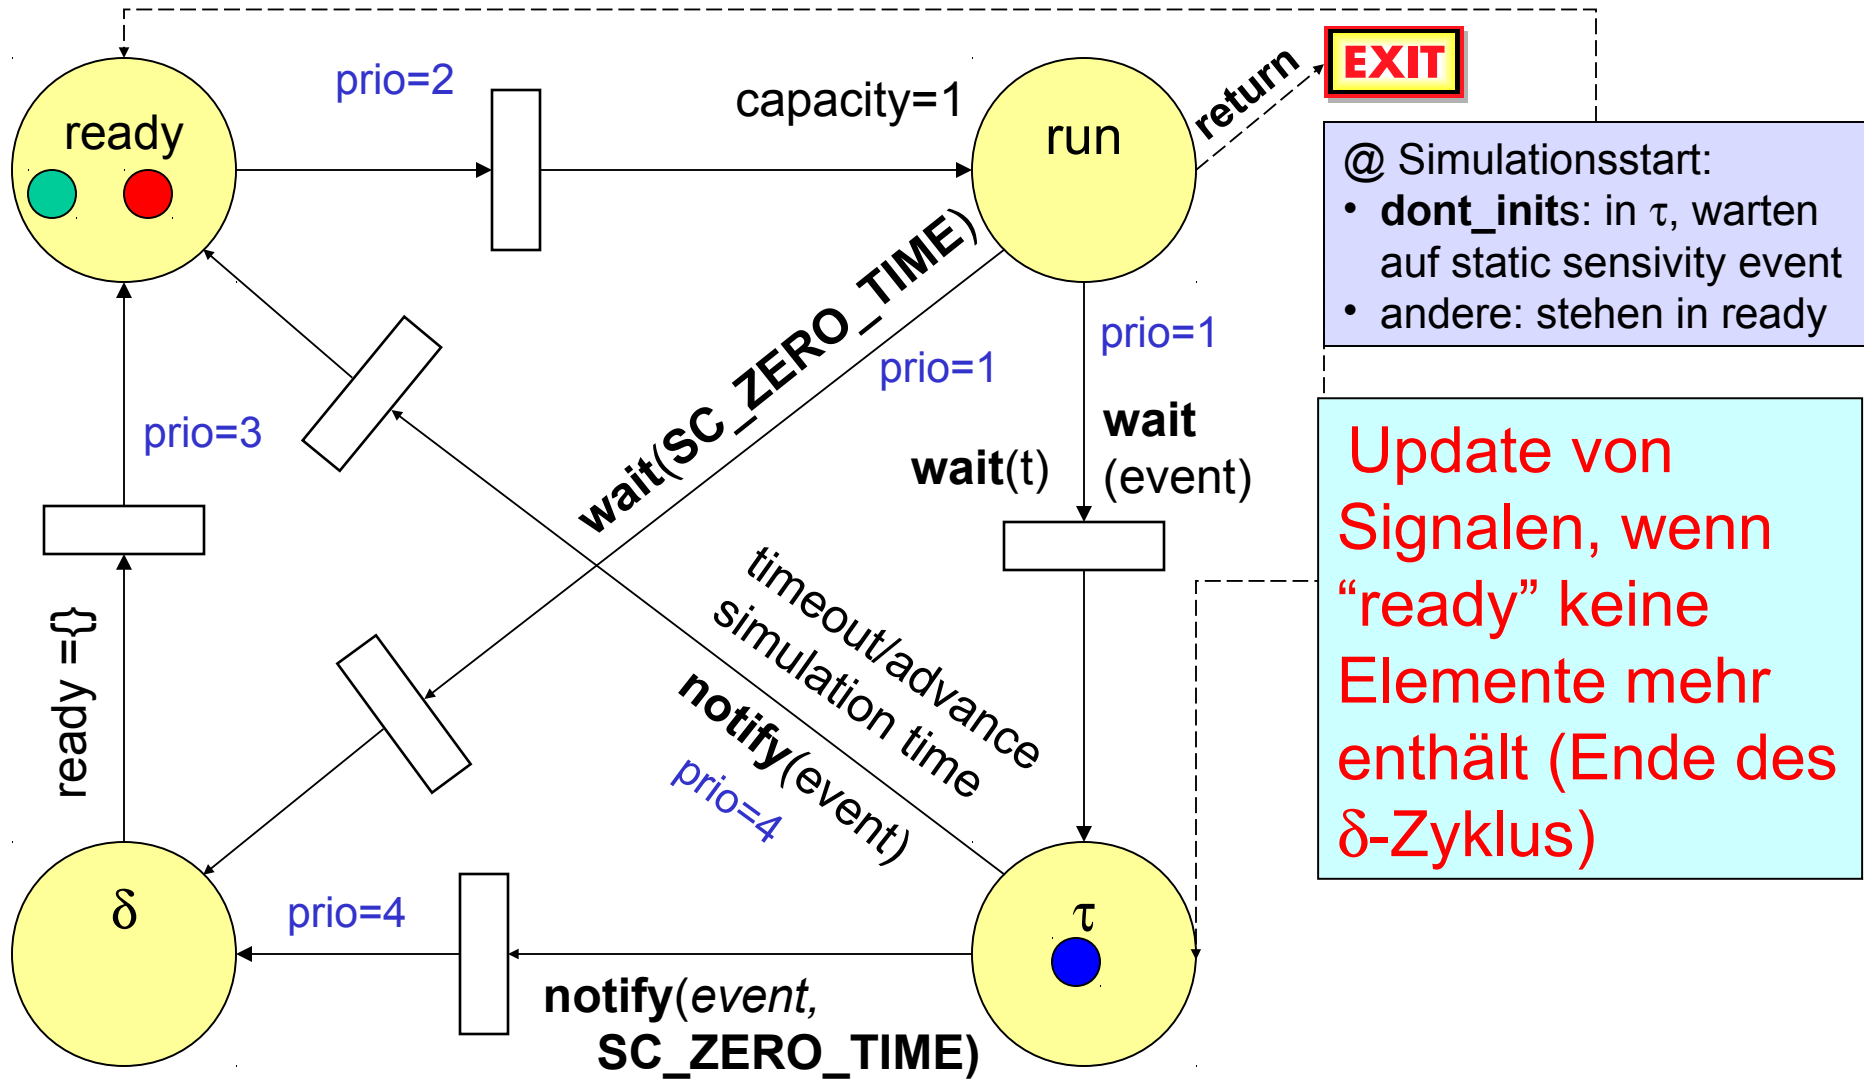 prio=2
ready
capacity=1
run
return
EXIT
@ Simulationsstart:
• dont_inits: in τ, warten
auf static sensivity event
• andere: stehen in ready
prio=3
wait(SC_ZERO_TIME)
prio=1
prio=1
wait(t)
wait
(event)
Update von
Signalen, wenn
“ready” keine
Elemente mehr
enthält (Ende des
δ-Zyklus)
ready ={}
timeout/advance
simulation time
notify(event)
prio=4
δ
prio=4
τ
notify(event,
SC_ZERO_TIME)